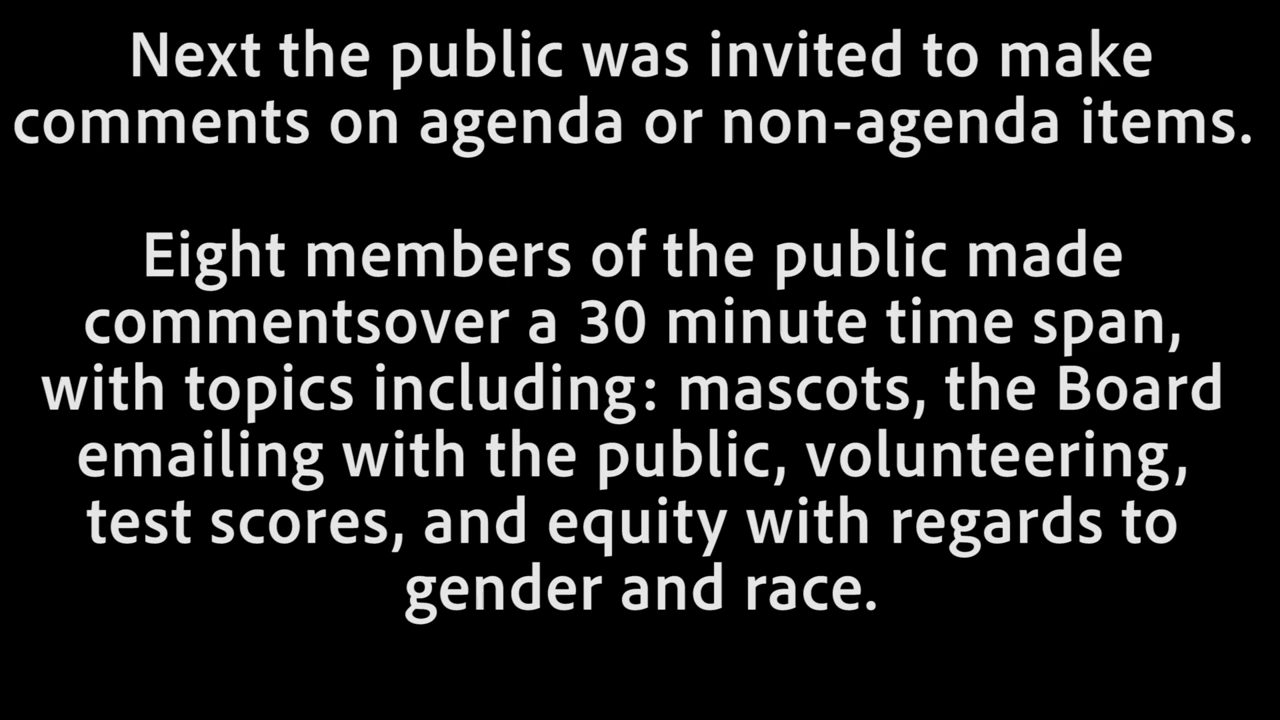 Next the public was invited to make
comments on agenda or non-agenda items.
Eight members of the public made
commentsover a 30 minute time span,
with topics including: mascots, the Board
emailing with the public, volunteering,
test scores, and equity with regards to
gender and race.